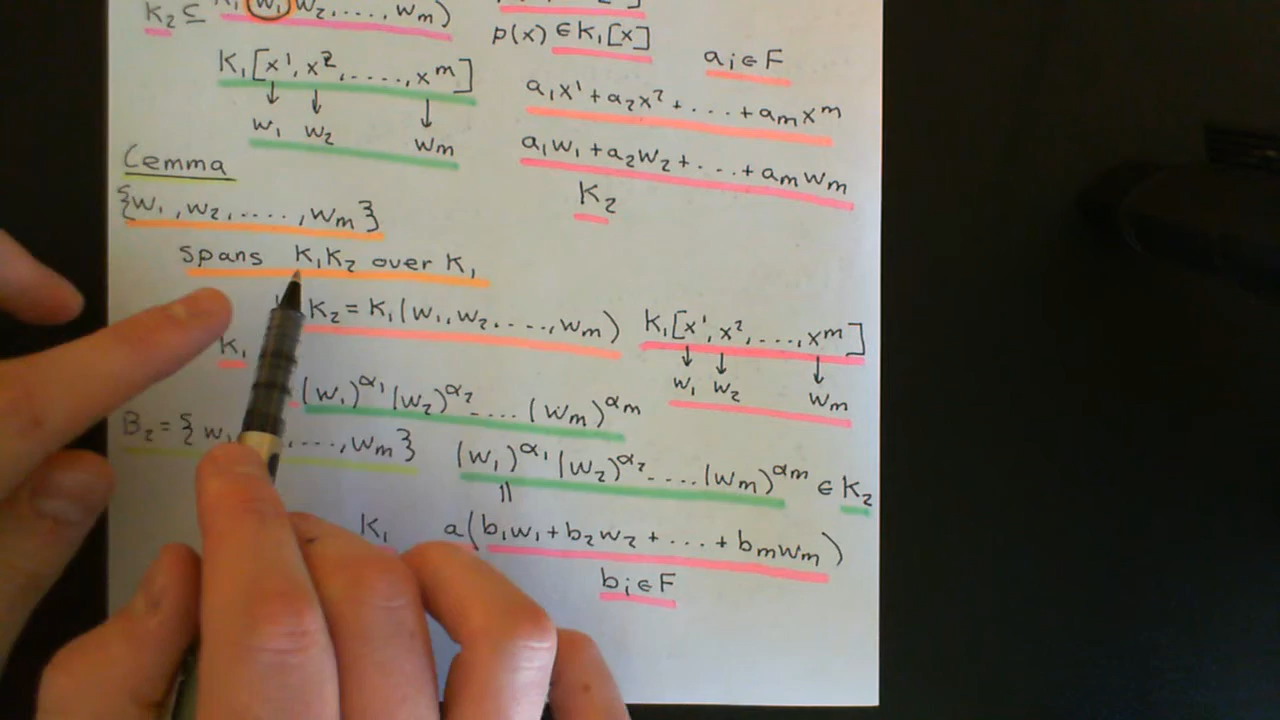 K₂ ⊆ K₁(w₁, w₂, ..., wₘ)
p(x) ∈ K₁[x]
K₁[x¹, x², ....., xᵐ]
aᵢ ∈ F
a₁x¹ + a₂x² + .... + aₘxᵐ
w₁ w₂ wₘ
a₁w₁ + a₂w₂ + .... + aₘwₘ
K₂
Lemma
{w₁, w₂, ....., wₘ}
spans K₁K₂ over K₁
K₂ = K₁(w₁, w₂, ...., wₘ)
K₁[x¹, x², ...., xᵐ]
K₁
w₁ w₂ wₘ
(w₁)^α₁ (w₂)^α₂ .... (wₘ)^αₘ
B₂ = {w₁ ...., wₘ}
(w₁)^α₁ (w₂)^α₂ .... (wₘ)^αₘ ∈ K₂
=
K₁
a(b₁w₁ + b₂w₂ + ... + bₘwₘ)
bᵢ ∈ F